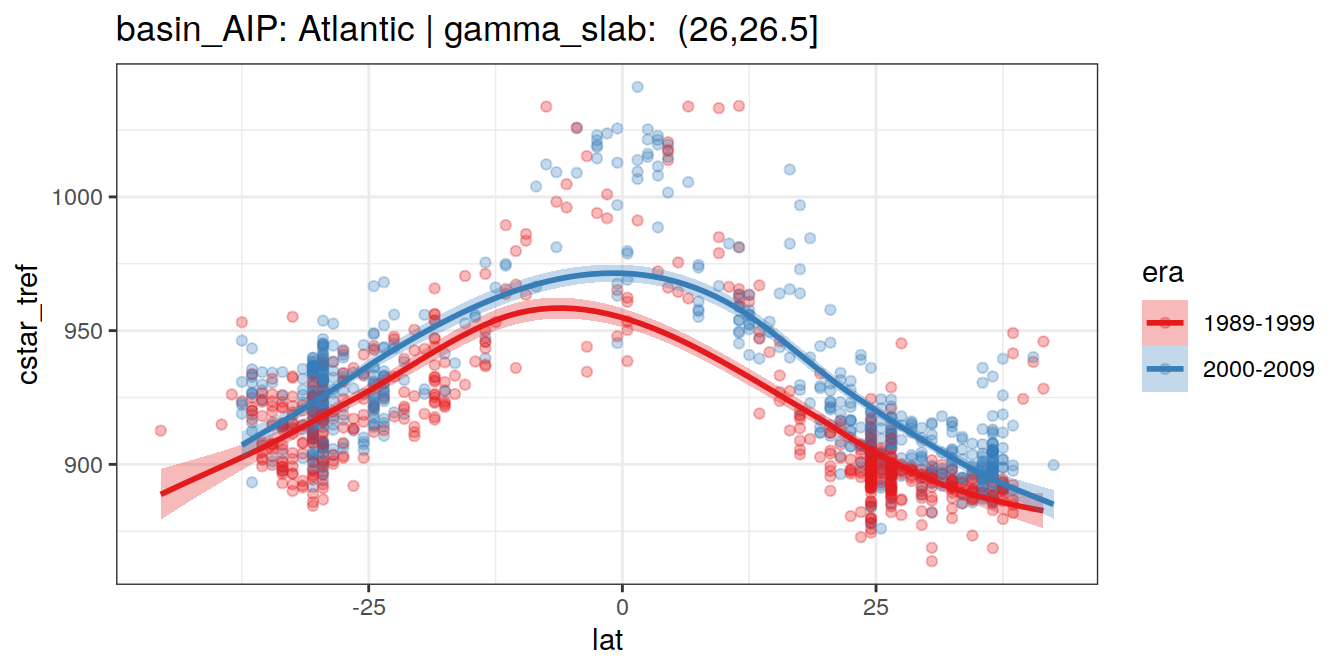 basin_AIP: Atlantic | gamma_slab:  (26,26.5]
cstar_tref
1000
950
900
-25
0
25
lat
era
1989-1999
2000-2009